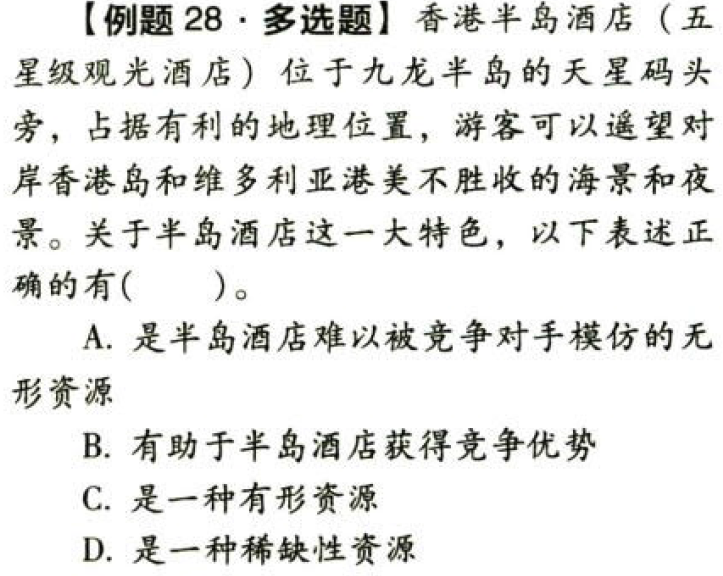 【例题 28·多选题】香港半岛酒店（五
星级观光酒店）位于九龙半岛的天星码头
旁，占据有利的地理位置，游客可以遥望对
岸香港岛和维多利亚港美不胜收的海景和夜
景。关于半岛酒店这一大特色，以下表述正
确的有(　　)。
A. 是半岛酒店难以被竞争对手模仿的无
形资源
B. 有助于半岛酒店获得竞争优势
C. 是一种有形资源
D. 是一种稀缺性资源